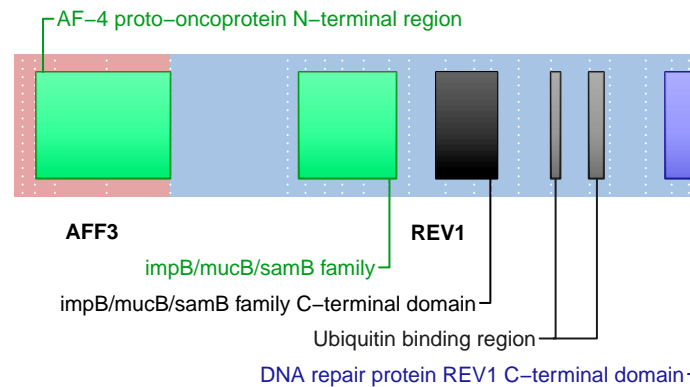 AF−4 proto−oncoprotein N−terminal region
AFF3
REV1
impB/mucB/samB family
impB/mucB/samB family C−terminal domain
Ubiquitin binding region
DNA repair protein REV1 C−terminal domain